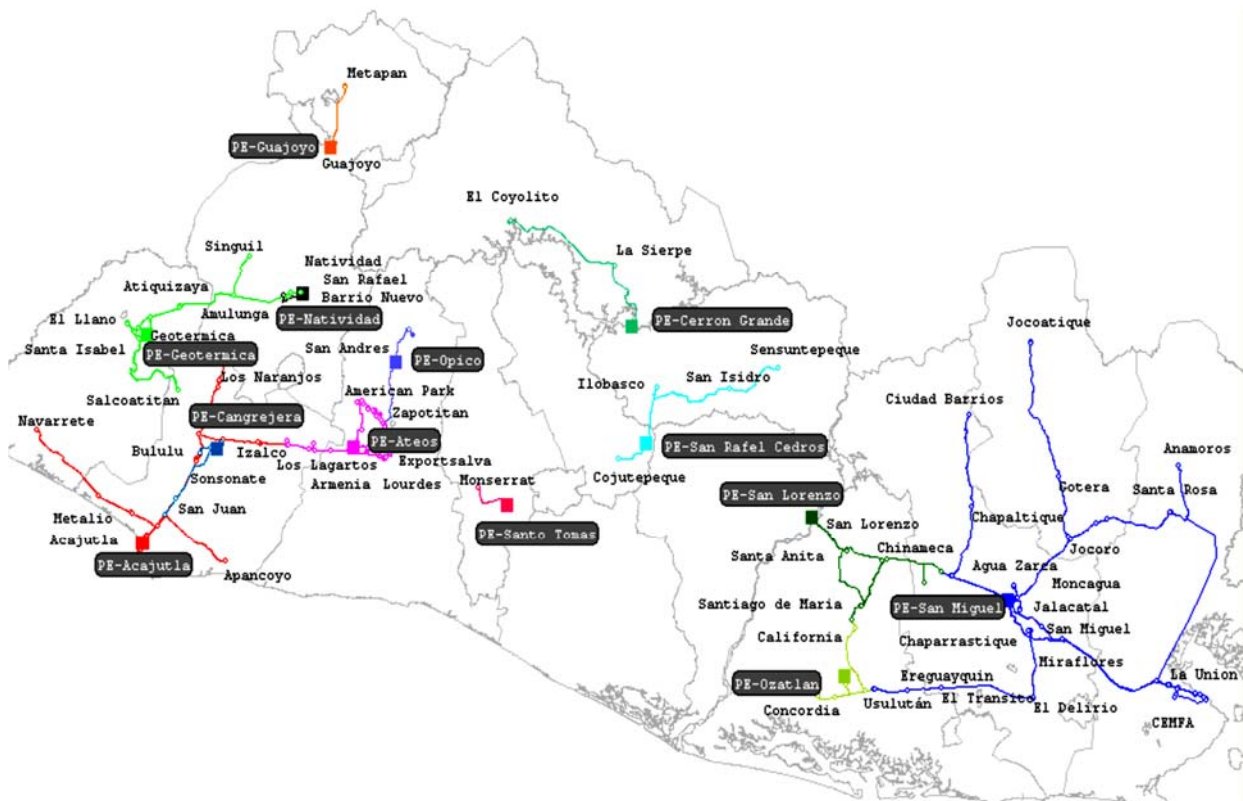 Metapan
PE-Guajoyo
Guajoyo
El Coyolito
Singuil
La Sierpe
Natividad
San Rafael
Atiquizaya
Barrio Nuevo
Amulunga
PE-Natividad
PE-Cerron Grande
El Llano
Geotermica
Santa Isabel
PE-Geotermica
San Andres
PE-Opico
Jocoatique
Sensuntepeque
Los Naranjos
San Isidro
Ilobasco
Salcoatitan
American Park
PE-Cangrejera
Zapotitan
Navarrete
Ciudad Barrios
PE-Ateos
PE-San Rafel Cedros
Bululu
Izalco
Los Lagartos
Exportsalva
Anamoros
Sonsonate
Armenia
Lourdes
Monserrat
Cojutepeque
Gotera
Santa Rosa
PE-San Lorenzo
San Juan
San Lorenzo
Chapaltique
Metalio
Acajutla
PE-Santo Tomas
Santa Anita
Chinameca
Jocoro
PE-Acajutla
Agua Zarca
Apancoyo
Moncagua
Santiago de Maria
PE-San Miguel
Jalacatal
California
San Miguel
Chaparrastique
Miraflores
PE-Ozatlan
Ereguayquin
La Union
Concordia
Usulután
El Transito
El Delirio
CEMFA